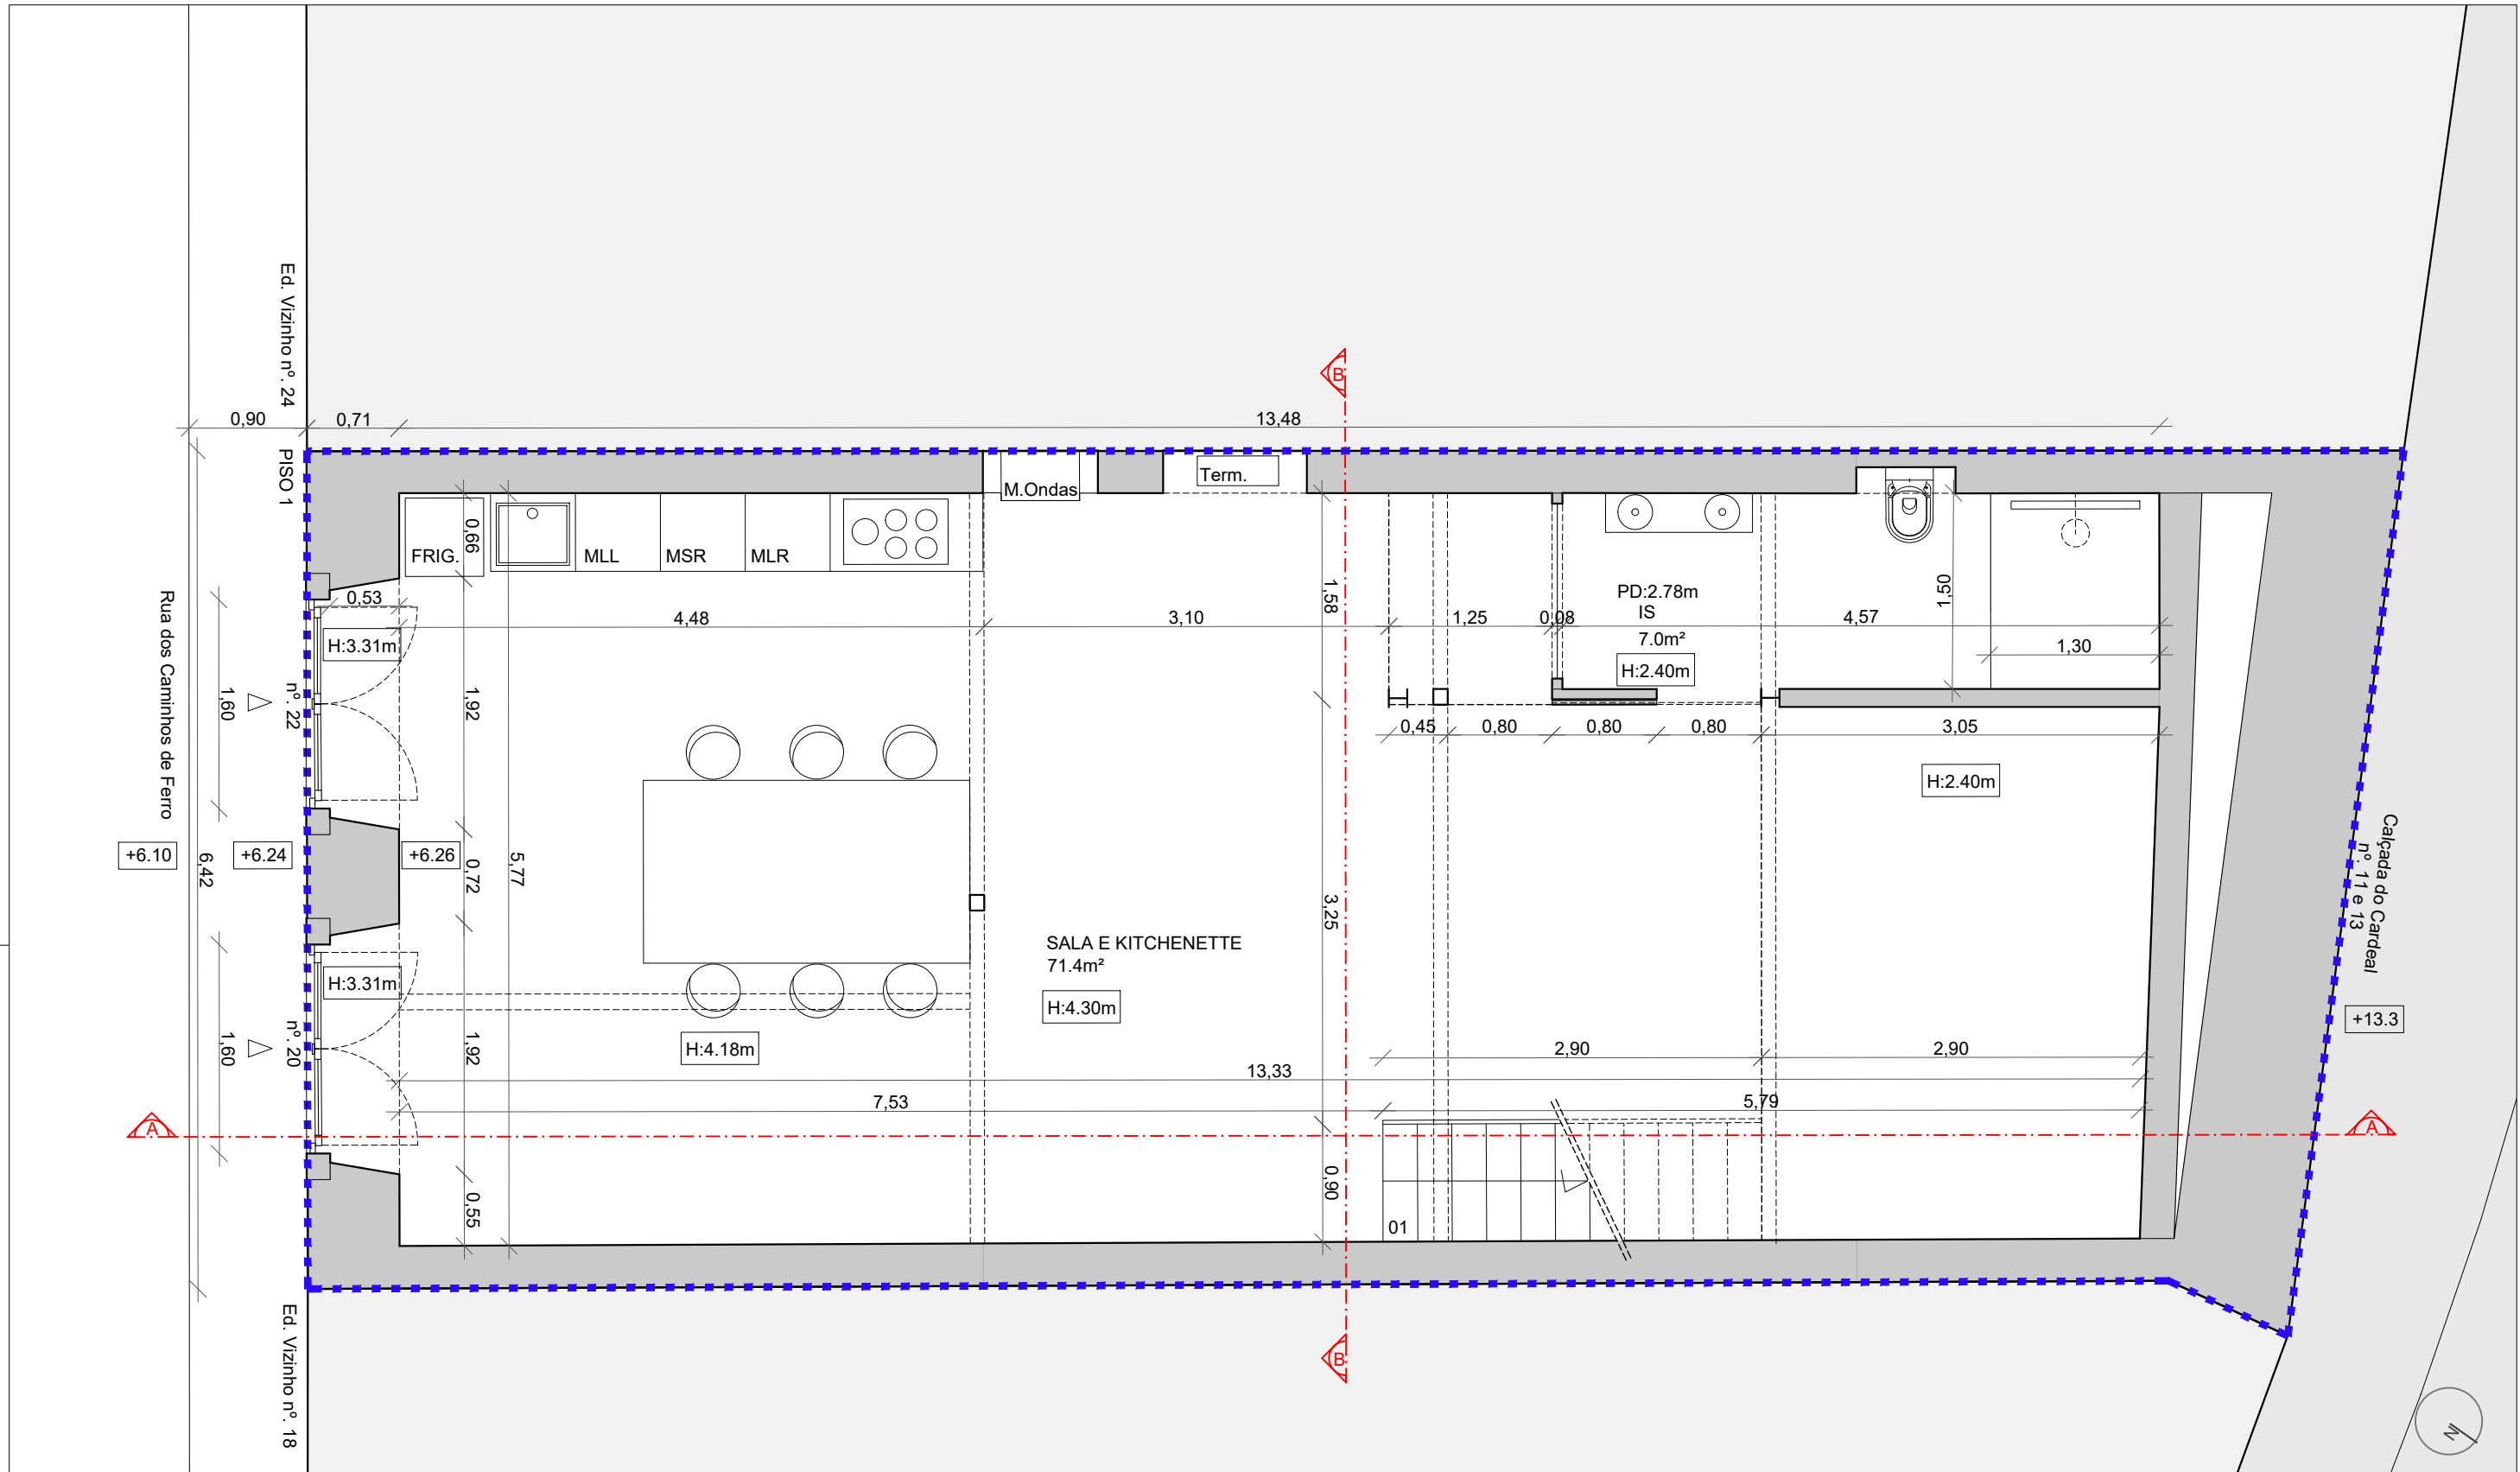 B
Ed. Vizinho nº. 24
0,90
0,71
13,48
PISO 1
M.Ondas
Term.
FRIG.
0,66
MLL
MSR
MLR
Rua dos Caminhos de Ferro
0,53
H:3.31m
4,48
3,10
1,58
1,25
0,08
PD:2.78m
IS
7.0m²
H:2.40m
4,57
1,50
1,30
1,60
nº. 22
1,92
0,45
0,80
0,80
0,80
3,05
H:2.40m
+6.10
6,42
+6.24
+6.26
0,72
5,77
Calçada do Cardeal
nº. 11 e 13
3,25
SALA E KITCHENETTE
71.4m²
H:3.31m
H:4.30m
+13.3
1,60
nº. 20
1,92
H:4.18m
2,90
2,90
13,33
7,53
5,79
A
A
0,55
0,90
01
Ed. Vizinho nº. 18
B
N